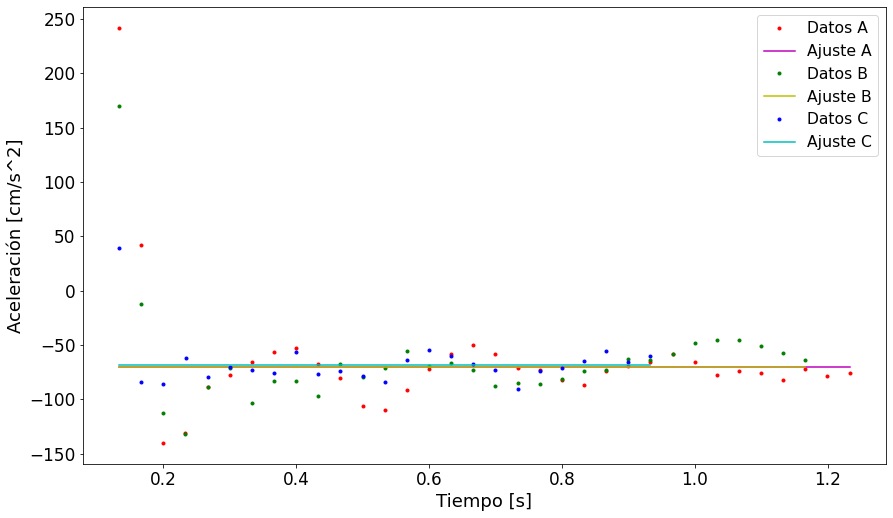 250
200
150
100
50
0
−50
−100
−150
Aceleración [cm/s^2]
0.2 0.4 0.6 0.8 1.0 1.2
Tiempo [s]
Datos A
Ajuste A
Datos B
Ajuste B
Datos C
Ajuste C